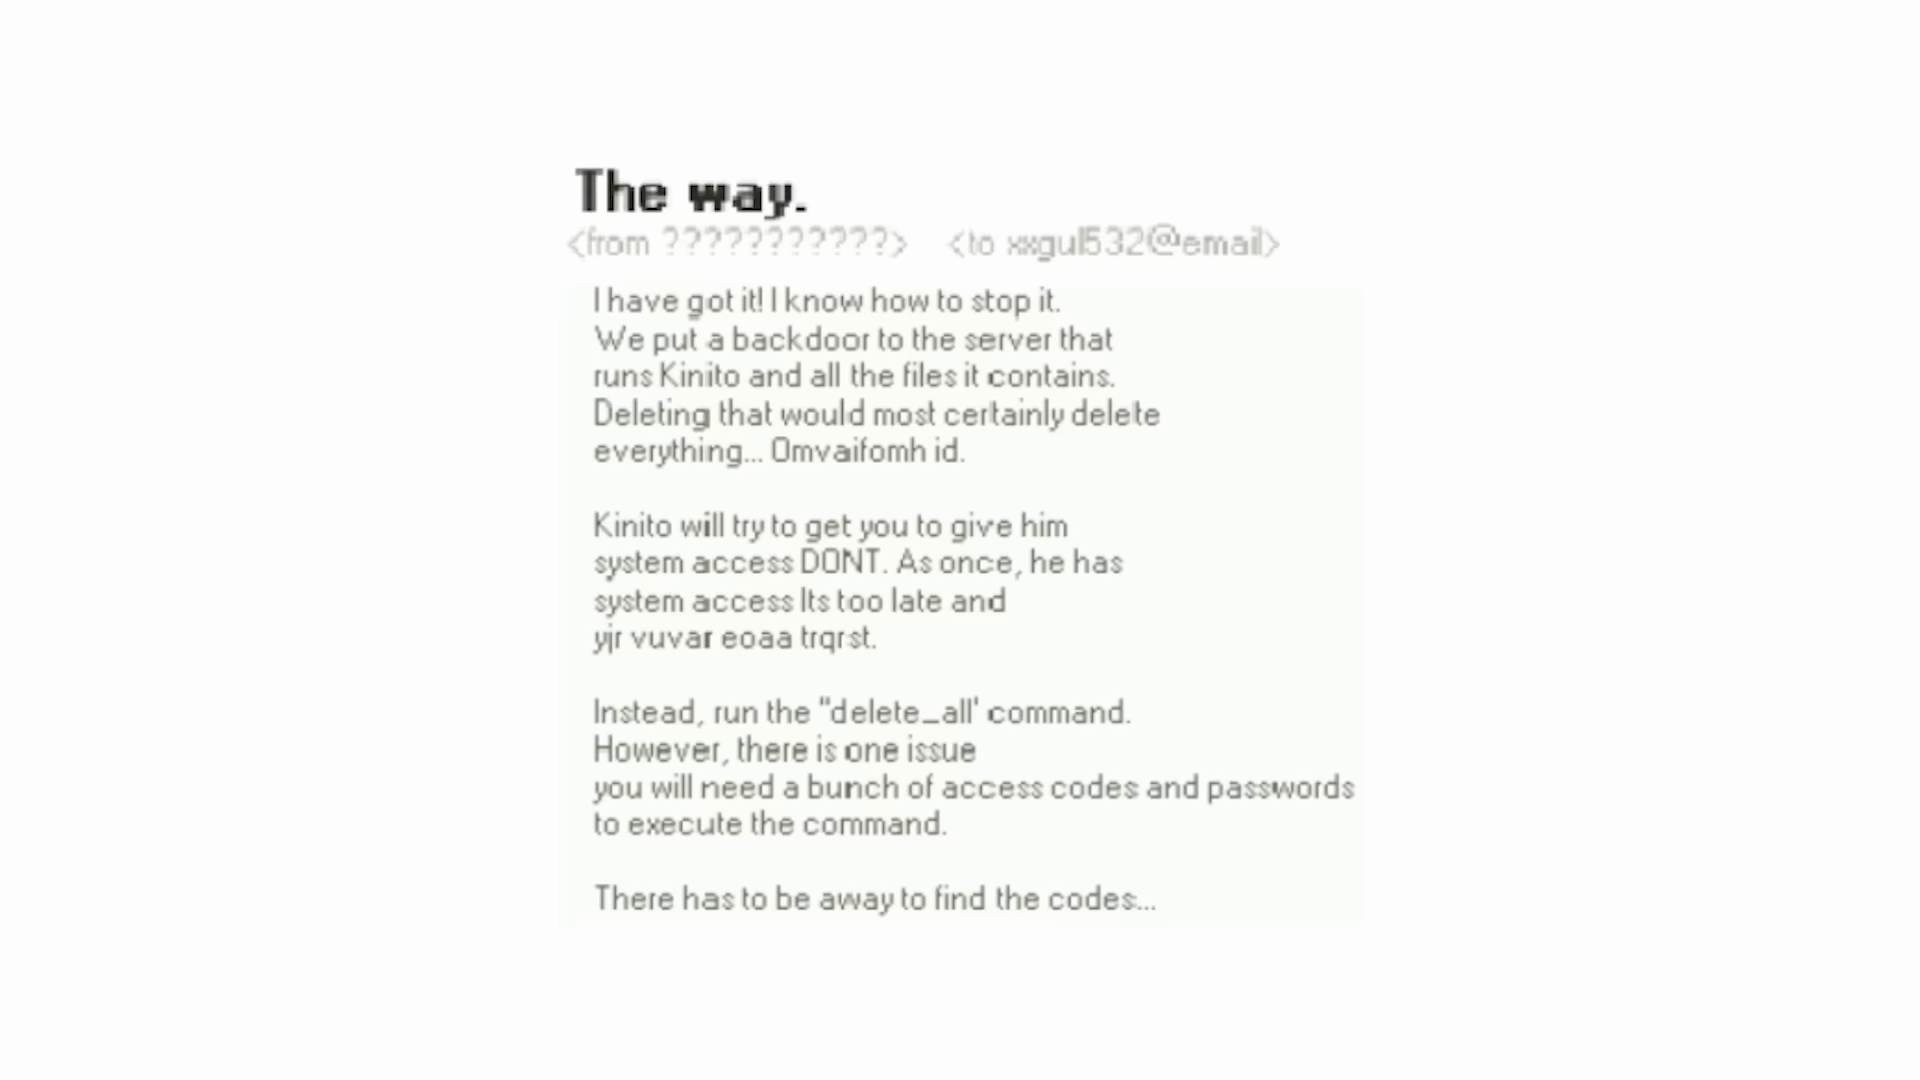 The way.
<from ???????????> <to xxgul532@email>
I have got it! I know how to stop it.
We put a backdoor to the server that
runs Kinito and all the files it contains.
Deleting that would most certainly delete
everything... Omvaifomh id.
Kinito will try to get you to give him
system access DONT. As once, he has
system access Its too late and
yjr vuvar eoaa trqrst.
Instead, run the "delete_all' command.
However, there is one issue
you will need a bunch of access codes and passwords
to execute the command.
There has to be away to find the codes...